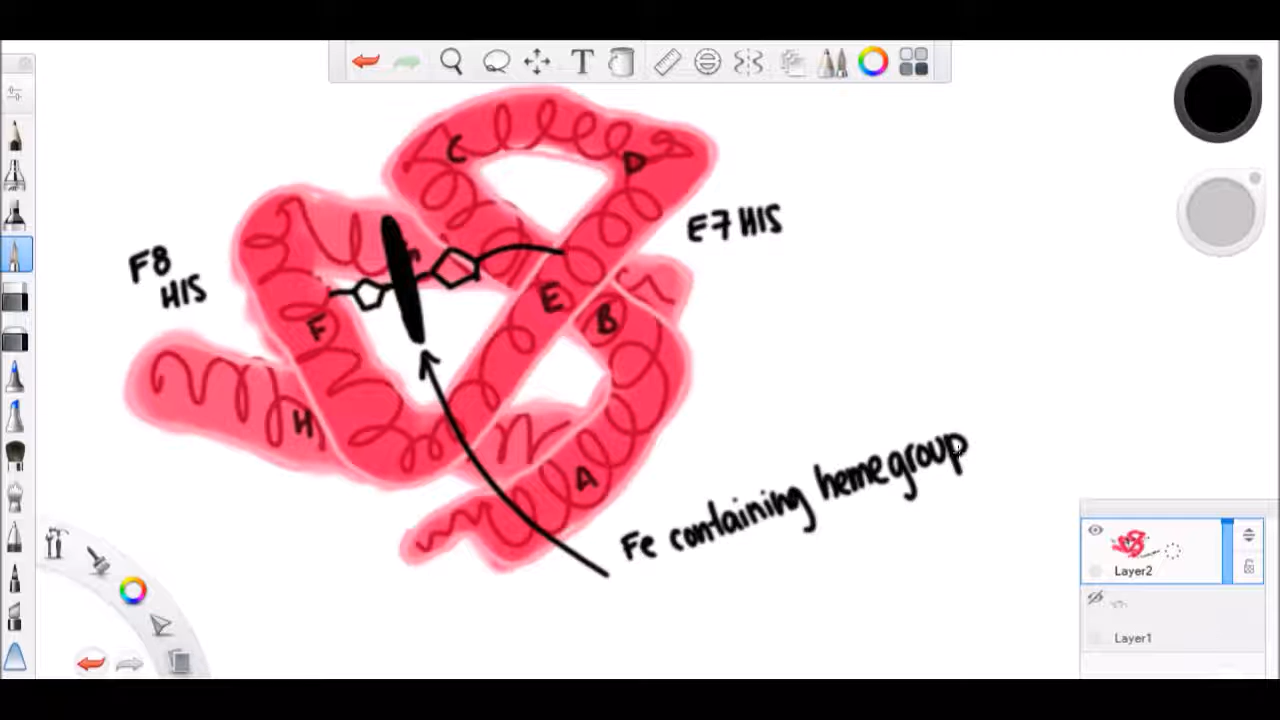 C
D
E7 HIS
F8
HIS
E
B
F
H
A
Fe containing heme group
T
Layer2
Layer1